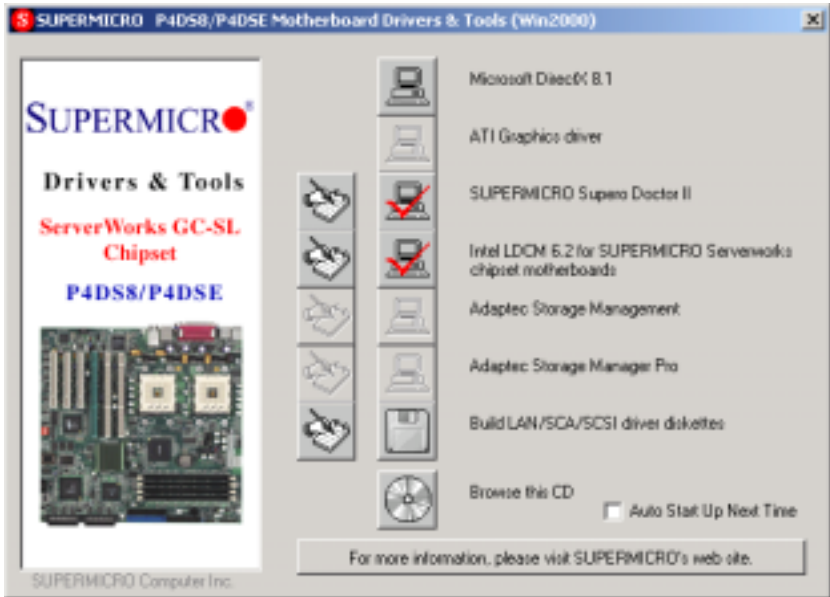 SUPERMICRO P4DS8/P4DSE Motherboard Drivers & Tools (Win2000)
SUPERMICRO®
Drivers & Tools
ServerWorks GC-SL
Chipset
P4DS8/P4DSE
SUPERMICRO Computer Inc.
Microsoft DirectX 8.1
ATI Graphics driver
SUPERMICRO Supero Doctor II
Intel LDCM 6.2 for SUPERMICRO Serverworks
chipset motherboards
Adaptec Storage Management
Adaptec Storage Manager Pro
Build LAN/SCA/SCSI driver diskettes
Browse this CD
Auto Start Up Next Time
For more information, please visit SUPERMICRO's web site.